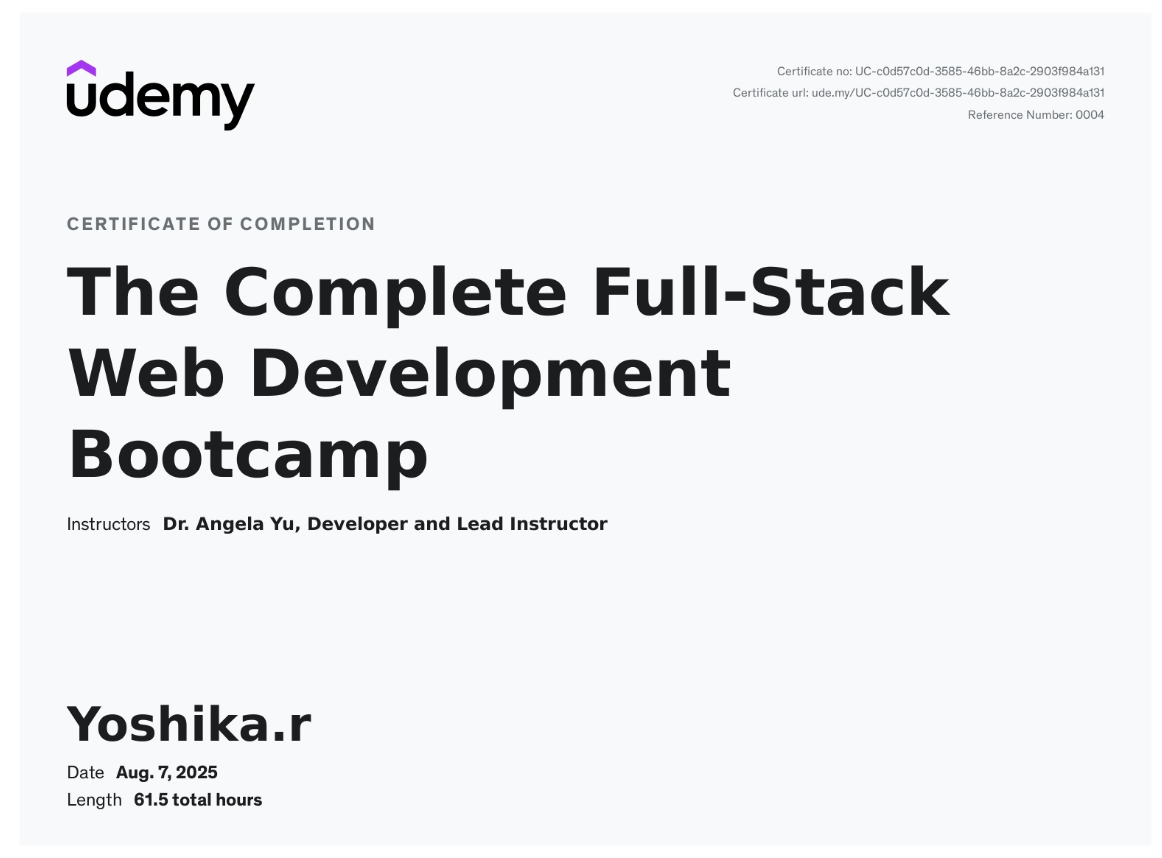 udemy
Certificate no: UC-c0d57c0d-3585-46bb-8a2c-2903f984a131
Certificate url: ude.my/UC-c0d57c0d-3585-46bb-8a2c-2903f984a131
Reference Number: 0004
CERTIFICATE OF COMPLETION
The Complete Full-Stack
Web Development
Bootcamp
Instructors Dr. Angela Yu, Developer and Lead Instructor
Yoshika.r
Date Aug. 7, 2025
Length 61.5 total hours